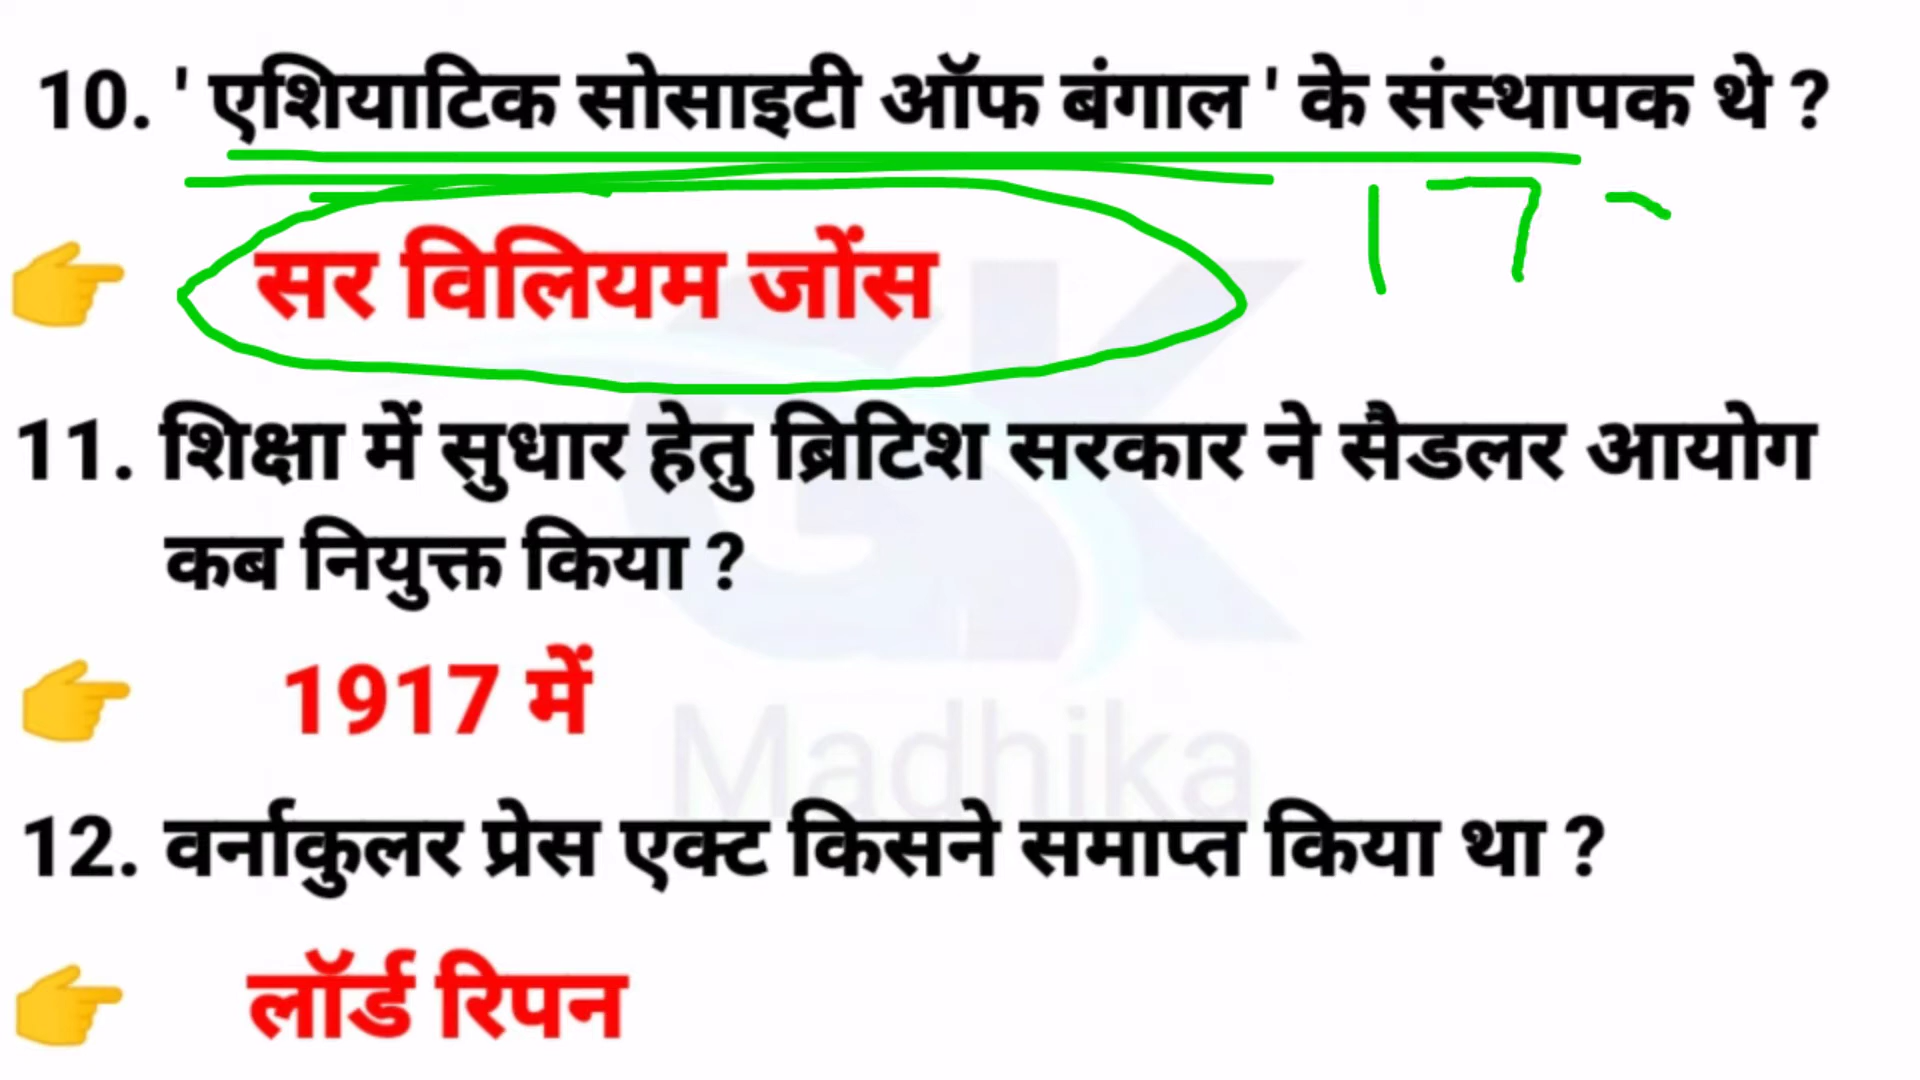 10. ' एशियाटिक सोसाइटी ऑफ बंगाल ' के संस्थापक थे ?
17
👉 सर विलियम जोंस
11. शिक्षा में सुधार हेतु ब्रिटिश सरकार ने सैडलर आयोग
कब नियुक्त किया ?
👉 1917 में
GK
Madhika
12. वर्नाकुलर प्रेस एक्ट किसने समाप्त किया था ?
👉 लॉर्ड रिपन